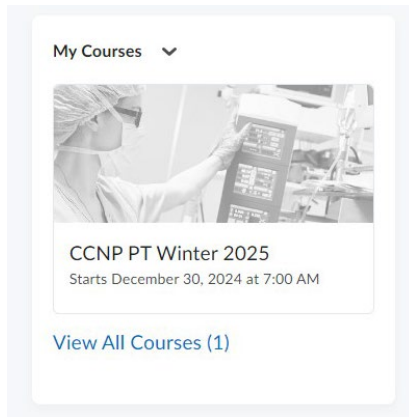 My Courses
CCNP PT Winter 2025
Starts December 30, 2024 at 7:00 AM
View All Courses (1)